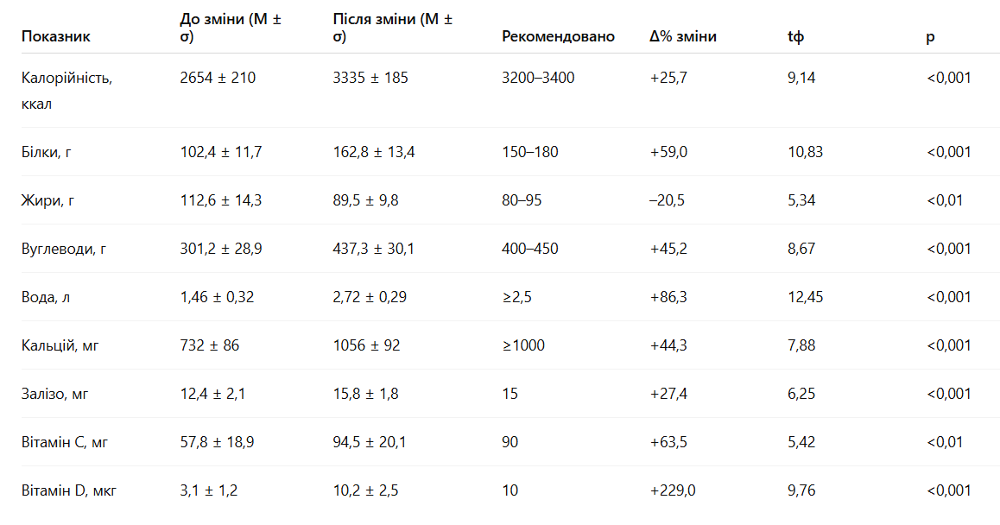 Показник До зміни (М ± σ) Після зміни (М ± σ) Рекомендовано Δ% зміни tф p
Калорійність, ккал 2654 ± 210 3335 ± 185 3200–3400 +25,7 9,14 <0,001
Білки, г 102,4 ± 11,7 162,8 ± 13,4 150–180 +59,0 10,83 <0,001
Жири, г 112,6 ± 14,3 89,5 ± 9,8 80–95 –20,5 5,34 <0,01
Вуглеводи, г 301,2 ± 28,9 437,3 ± 30,1 400–450 +45,2 8,67 <0,001
Вода, л 1,46 ± 0,32 2,72 ± 0,29 ≥2,5 +86,3 12,45 <0,001
Кальцій, мг 732 ± 86 1056 ± 92 ≥1000 +44,3 7,88 <0,001
Залізо, мг 12,4 ± 2,1 15,8 ± 1,8 15 +27,4 6,25 <0,001
Вітамін С, мг 57,8 ± 18,9 94,5 ± 20,1 90 +63,5 5,42 <0,01
Вітамін D, мкг 3,1 ± 1,2 10,2 ± 2,5 10 +229,0 9,76 <0,001